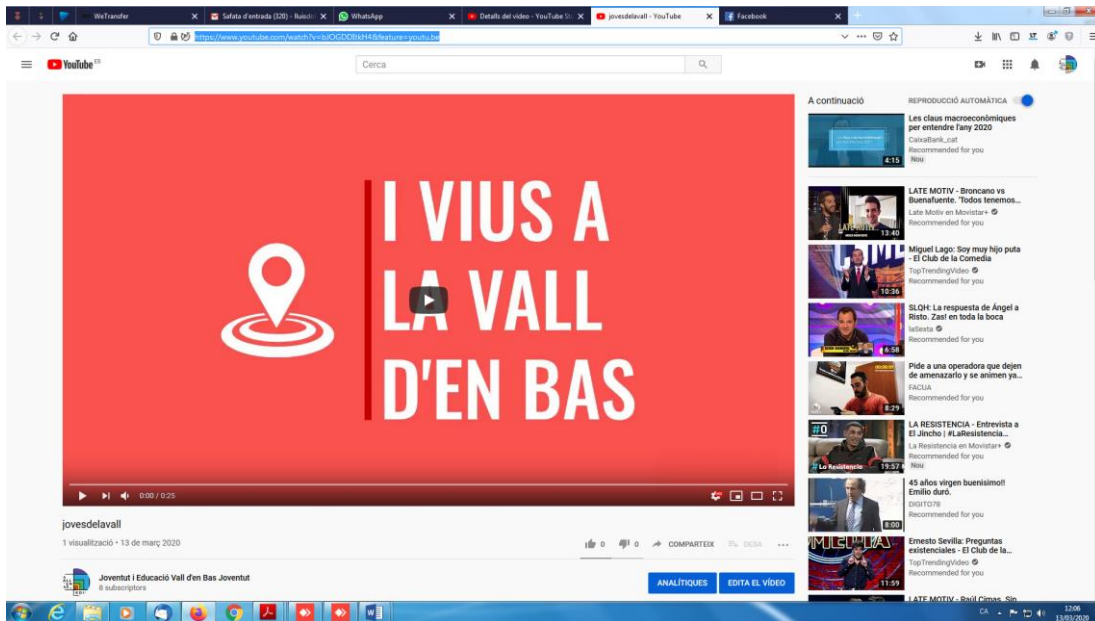 WeTransfer
Safata d'entrada (320) - lluisdir
WhatsApp
Detalls del vídeo - YouTube St
jovesdelavall - YouTube
Facebook
https://www.youtube.com/watch?v=bJOGDDBkH4&feature=youtu.be
YouTube ES
Cerca
I VIUS A
LA VALL
D'EN BAS
0:00 / 0:25
jovesdelavall
1 visualització • 13 de març 2020
0
0
COMPARTEIX
DESA
Joventut i Educació Vall d'en Bas Joventut
8 subscriptors
ANALÍTIQUES
EDITA EL VÍDEO
A continuació
REPRODUCCIÓ AUTOMÀTICA
Les claus macroeconòmiques
per entendre l'any 2020
CaixaBank_cat
Recommended for you
Nou
4:15
LATE MOTIV - Broncano vs
Buenafuente. 'Todos tenemos...
Late Motiv en Movistar+
Recommended for you
13:40
Miguel Lago: Soy muy hijo puta
- El Club de la Comedia
TopTrendingVideo
Recommended for you
10:36
SLQH: La respuesta de Ángel a
Risto. Zas! en toda la boca
laSexta
Recommended for you
6:58
Pide a una operadora que dejen
de amenazarlo y se animen ya...
FACUA
Recommended for you
8:29
LA RESISTENCIA - Entrevista a
El Jincho | #LaResistencia...
La Resistencia en Movistar+
Recommended for you
Nou
#0
# La Resistencia
19:57
45 años virgen buenisimo!!
Emilio duró.
DIGITO78
Recommended for you
8:00
Ernesto Sevilla: Preguntas
existenciales - El Club de la...
TopTrendingVideo
Recommended for you
11:59
LATE MOTIV - Raúl Cimas. Sin
CA
12:06
13/03/2020